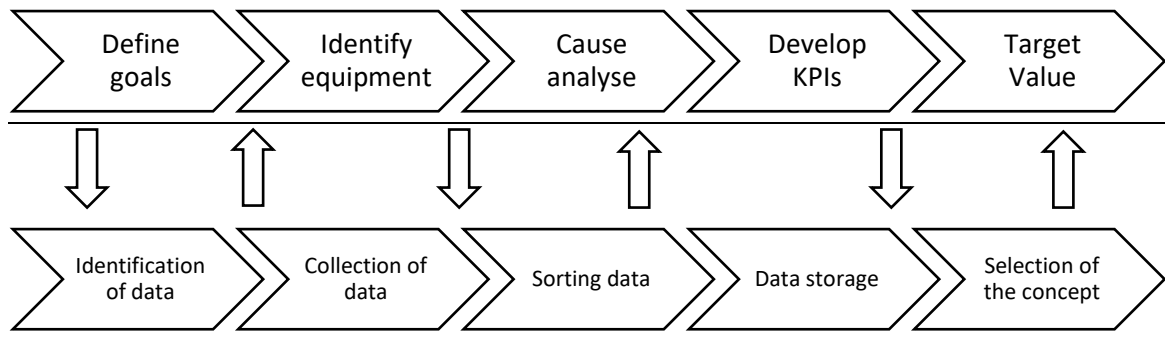 Define
goals
Identify
equipment
Cause
analyse
Develop
KPIs
Target
Value
Identification
of data
Collection of
data
Sorting data
Data storage
Selection of
the concept